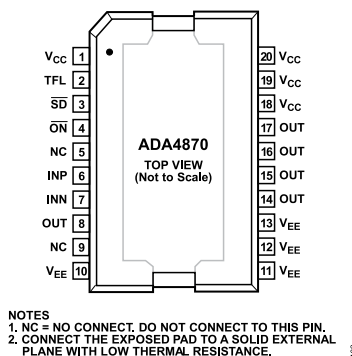 VCC 1
TFL 2
SD 3
ON 4
NC 5
INP 6
INN 7
OUT 8
NC 9
VEE 10
ADA4870
TOP VIEW
(Not to Scale)
20 VCC
19 VCC
18 VCC
17 OUT
16 OUT
15 OUT
14 OUT
13 VEE
12 VEE
11 VEE
NOTES
1. NC = NO CONNECT. DO NOT CONNECT TO THIS PIN.
2. CONNECT THE EXPOSED PAD TO A SOLID EXTERNAL
PLANE WITH LOW THERMAL RESISTANCE.